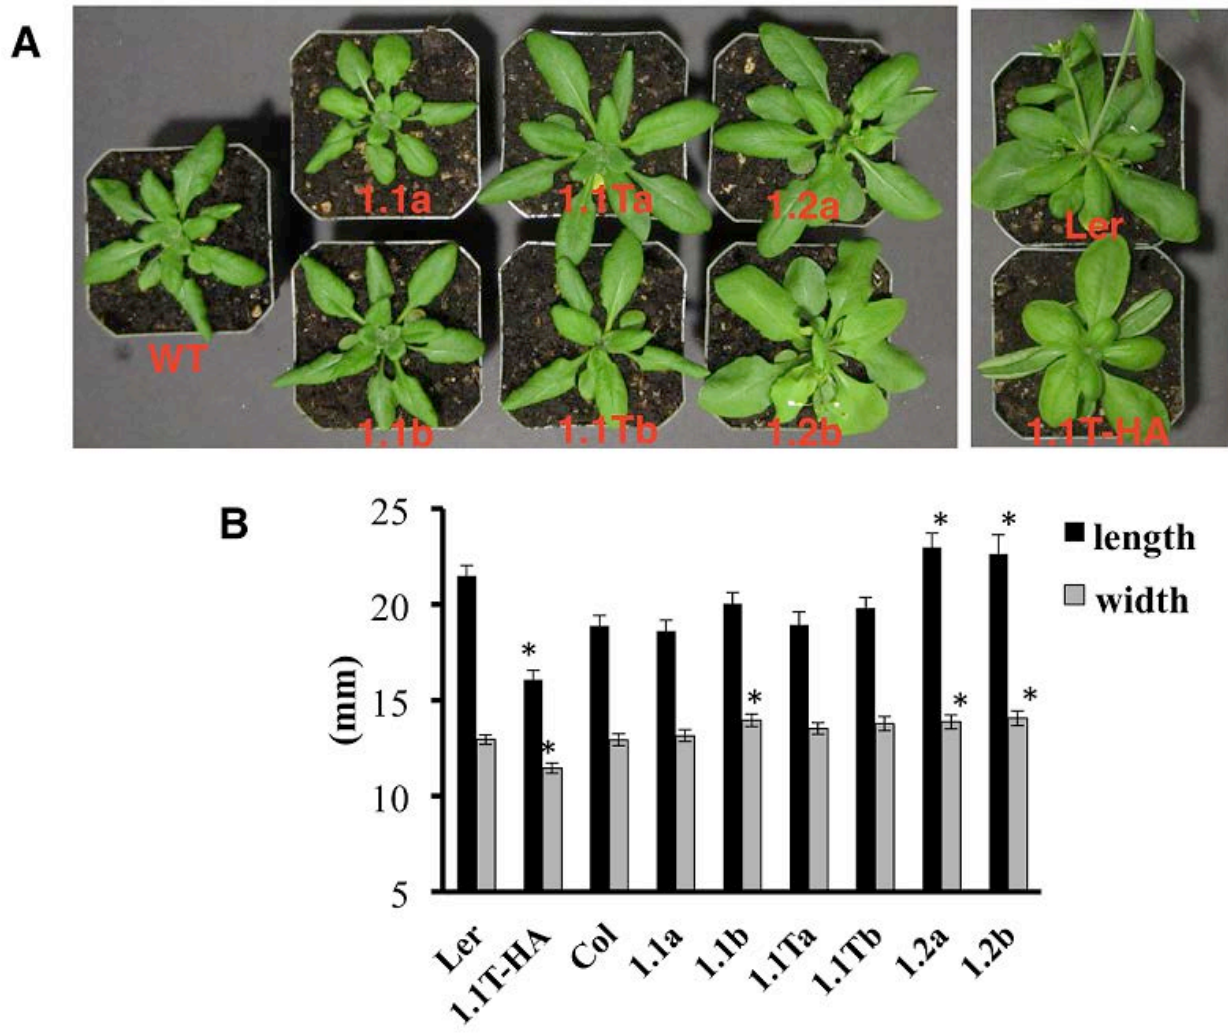 A
1.1a
1.1Ta
1.2a
Ler
WT
1.1b
1.1Tb
1.2b
1.1T-HA
B
25
20
15
10
5
(mm)
* * * * * * *
length
width
Ler
1.1T-HA
Col
1.1a
1.1b
1.1Ta
1.1Tb
1.2a
1.2b